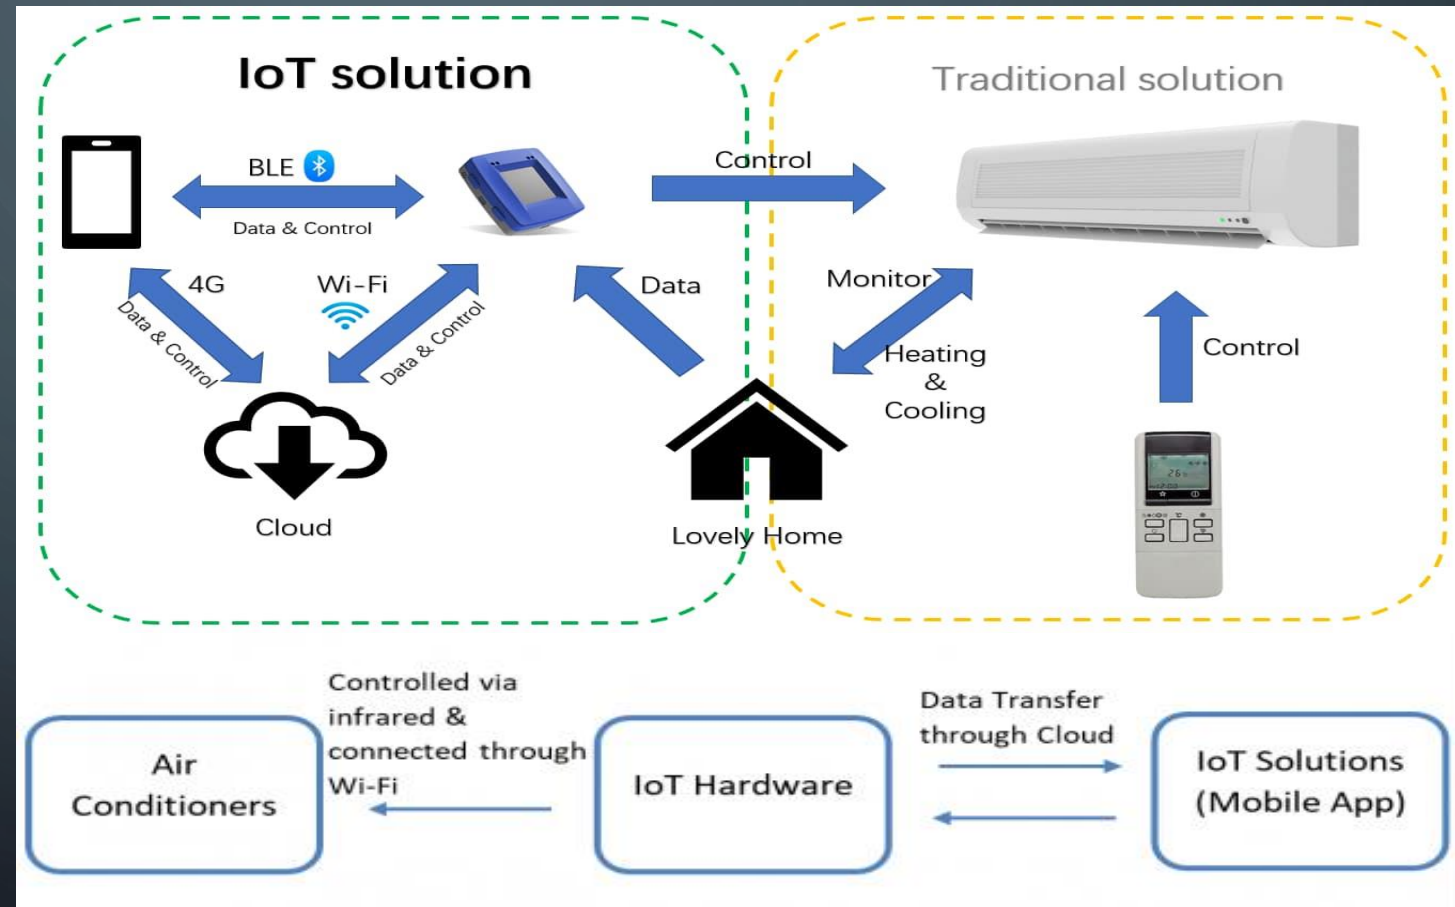 IoT solution
Traditional solution
BLE
Data & Control
Control
4G
Data & Control
Wi-Fi
Data & Control
Data
Monitor
Heating
&
Cooling
Control
Cloud
Lovely Home
26
Controlled via
infrared &
connected through
Wi-Fi
Data Transfer
through Cloud
Air
Conditioners
IoT Hardware
IoT Solutions
(Mobile App)